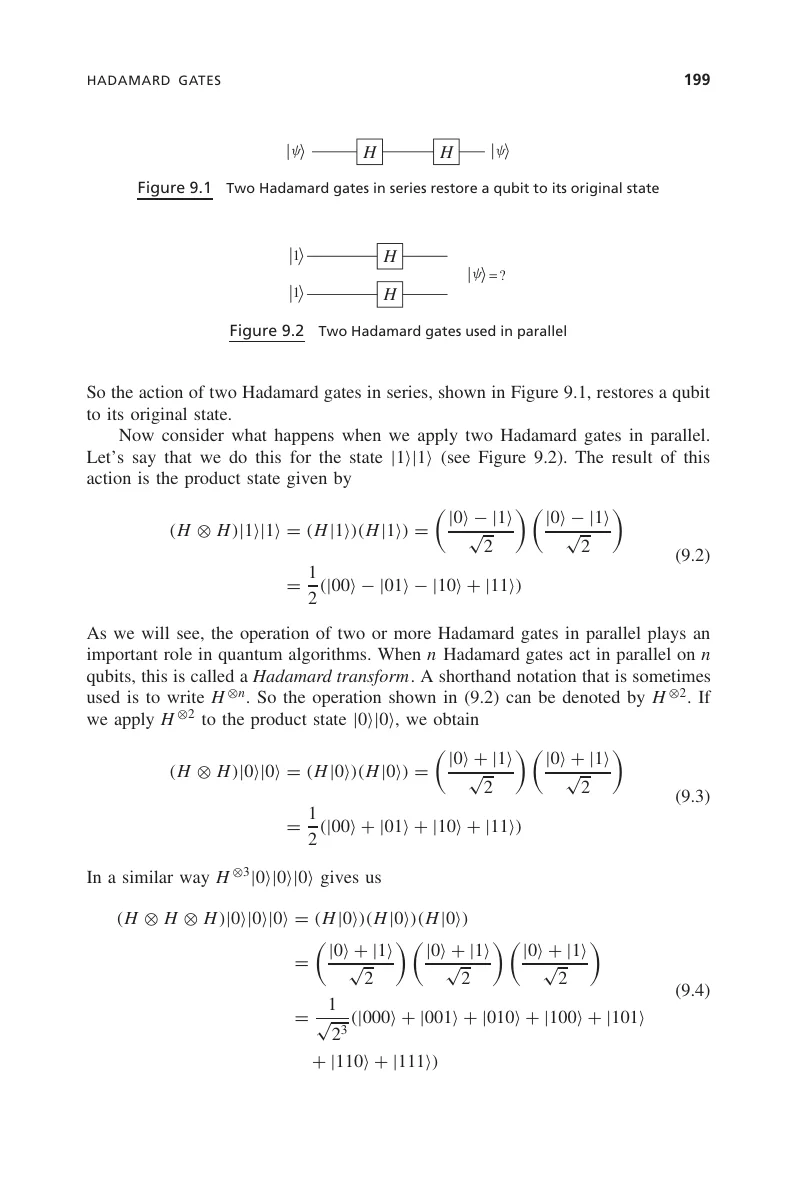 HADAMARD GATES 199
|ψ⟩ H H |ψ⟩
Figure 9.1 Two Hadamard gates in series restore a qubit to its original state
|1⟩ H
|ψ⟩ = ?
|1⟩ H
Figure 9.2 Two Hadamard gates used in parallel
So the action of two Hadamard gates in series, shown in Figure 9.1, restores a qubit
to its original state.
Now consider what happens when we apply two Hadamard gates in parallel.
Let’s say that we do this for the state |1⟩|1⟩ (see Figure 9.2). The result of this
action is the product state given by
(H ⊗ H)|1⟩|1⟩ = (H|1⟩)(H|1⟩) = ((|0⟩ − |1⟩)/√2) ((|0⟩ − |1⟩)/√2)
(9.2)
= 1/2 (|00⟩ − |01⟩ − |10⟩ + |11⟩)
As we will see, the operation of two or more Hadamard gates in parallel plays an
important role in quantum algorithms. When n Hadamard gates act in parallel on n
qubits, this is called a Hadamard transform. A shorthand notation that is sometimes
used is to write H⊗n. So the operation shown in (9.2) can be denoted by H⊗2. If
we apply H⊗2 to the product state |0⟩|0⟩, we obtain
(H ⊗ H)|0⟩|0⟩ = (H|0⟩)(H|0⟩) = ((|0⟩ + |1⟩)/√2) ((|0⟩ + |1⟩)/√2)
(9.3)
= 1/2 (|00⟩ + |01⟩ + |10⟩ + |11⟩)
In a similar way H⊗3|0⟩|0⟩|0⟩ gives us
(H ⊗ H ⊗ H)|0⟩|0⟩|0⟩ = (H|0⟩)(H|0⟩)(H|0⟩)
= ((|0⟩ + |1⟩)/√2) ((|0⟩ + |1⟩)/√2) ((|0⟩ + |1⟩)/√2)
(9.4)
= 1/√2³ (|000⟩ + |001⟩ + |010⟩ + |100⟩ + |101⟩
+ |110⟩ + |111⟩)